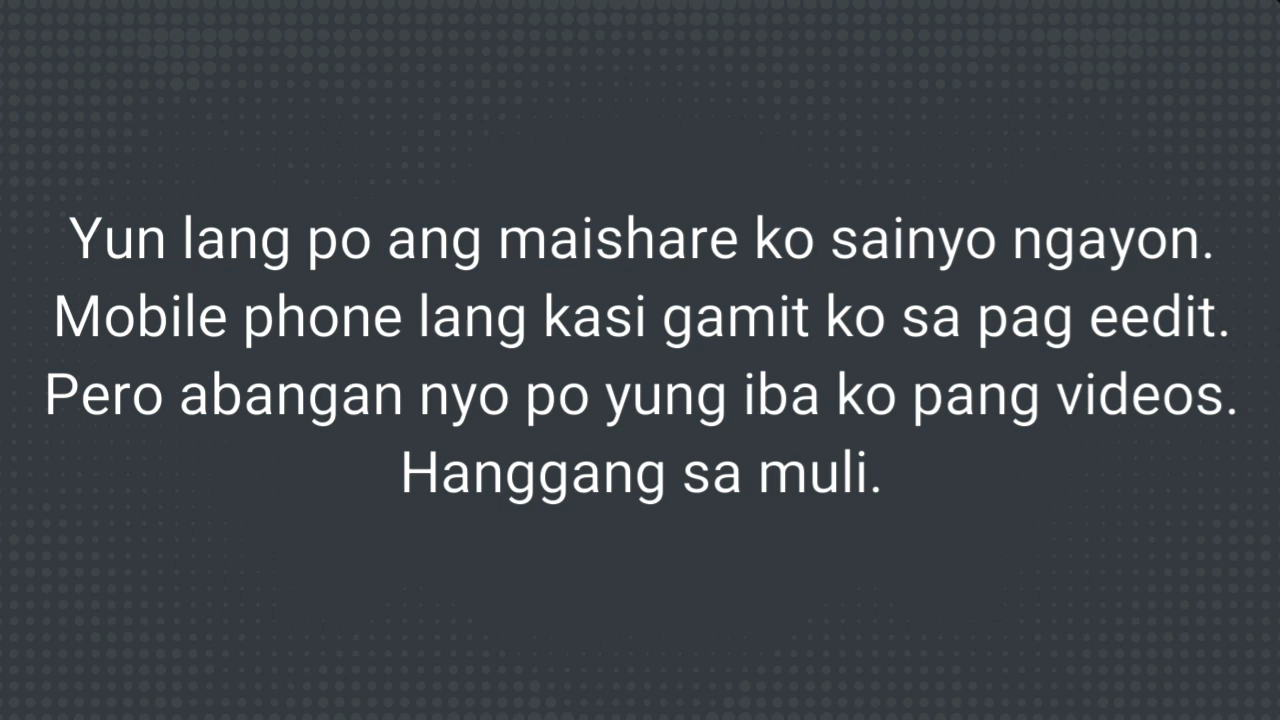 Yun lang po ang maishare ko sainyo ngayon.
Mobile phone lang kasi gamit ko sa pag eedit.
Pero abangan nyo po yung iba ko pang videos.
Hanggang sa muli.